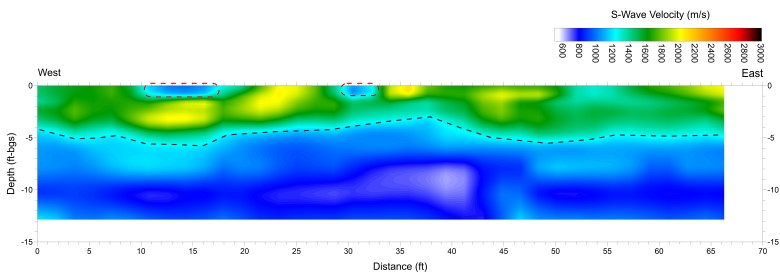 S-Wave Velocity (m/s)
600 800 1000 1200 1400 1600 1800 2000 2200 2400 2600 2800 3000
West East
0 0
-5 -5
-10 -10
-15 -15
Depth (ft-bgs)
0 5 10 15 20 25 30 35 40 45 50 55 60 65 70
Distance (ft)